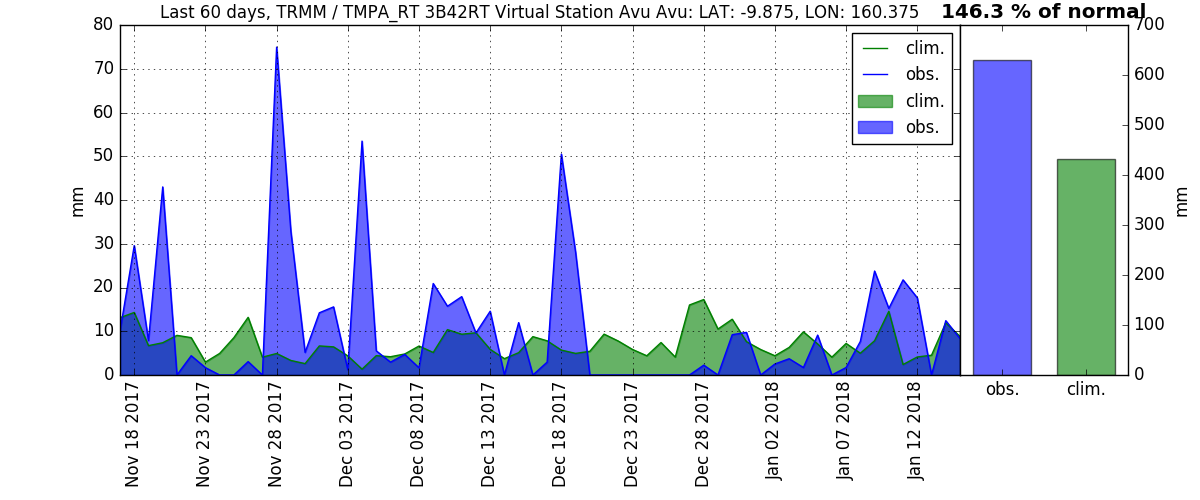 Last 60 days, TRMM / TMPA_RT 3B42RT Virtual Station Avu Avu: LAT: -9.875, LON: 160.375
146.3 % of normal
80
70
60
50
40
30
20
10
0
mm
clim.
obs.
clim.
obs.
700
600
500
400
300
200
100
0
mm
Nov 18 2017
Nov 23 2017
Nov 28 2017
Dec 03 2017
Dec 08 2017
Dec 13 2017
Dec 18 2017
Dec 23 2017
Dec 28 2017
Jan 02 2018
Jan 07 2018
Jan 12 2018
obs.
clim.